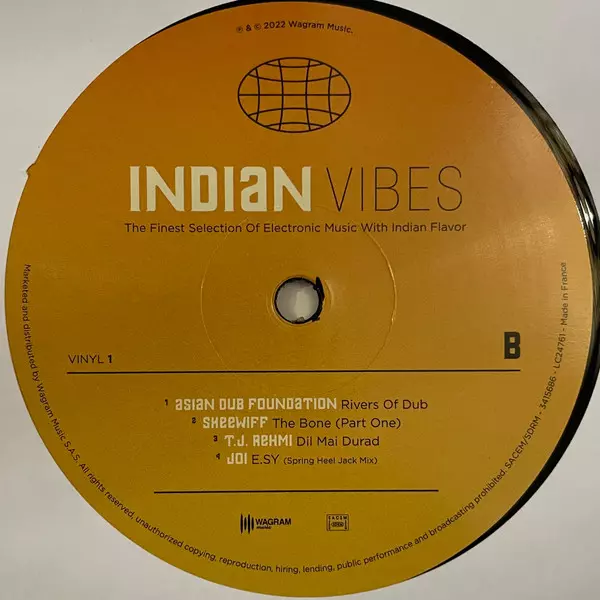 ℗ & © 2022 Wagram Music.
INDIAN VIBES
The Finest Selection Of Electronic Music With Indian Flavor
VINYL 1
B
1 ASIAN DUB FOUNDATION Rivers Of Dub
2 SKEEWIFF The Bone (Part One)
3 T.J. REHMI Dil Mai Durad
4 JOI E.SY (Spring Heel Jack Mix)
WAGRAM
music
SACEM
Marketed and distributed by Wagram Music S.A.S. All rights reserved, unauthorized copying, reproduction, hiring, lending, public performance and broadcasting prohibited. SACEM/SDRM - 3415686 - LC24761 - Made In France